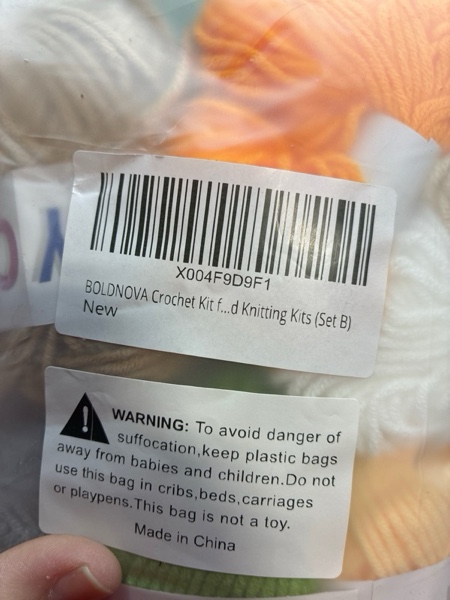 X004F9D9F1
BOLDNOVA Crochet Kit f...d Knitting Kits (Set B)
New
WARNING: To avoid danger of
suffocation,keep plastic bags
away from babies and children.Do not
use this bag in cribs,beds,carriages
or playpens.This bag is not a toy.
Made in China